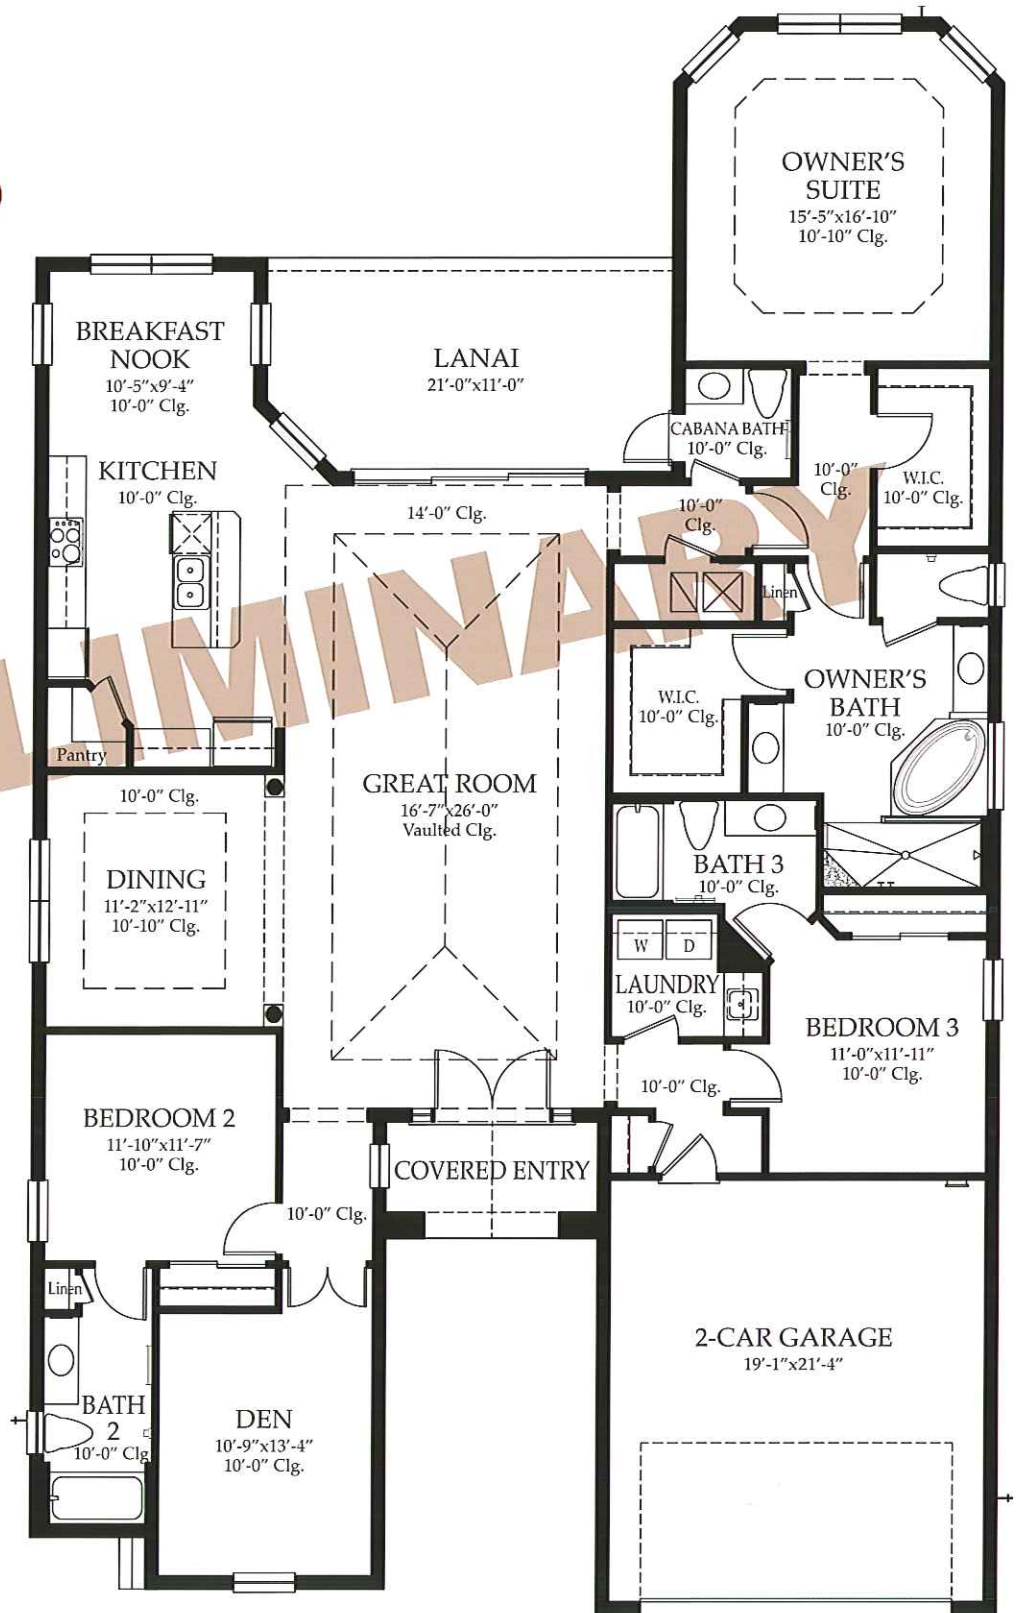 OWNER'S
SUITE
15'-5"x16'-10"
10'-10" Clg.
BREAKFAST
NOOK
10'-5"x9'-4"
10'-0" Clg.
LANAI
21'-0"x11'-0"
CABANA BATH
10'-0" Clg.
KITCHEN
10'-0" Clg.
14'-0" Clg.
10'-0"
Clg.
10'-0"
Clg.
W.I.C.
10'-0" Clg.
LIMINARY
Linen
W.I.C.
10'-0" Clg.
OWNER'S
BATH
10'-0" Clg.
Pantry
GREAT ROOM
16'-7"x26'-0"
Vaulted Clg.
10'-0" Clg.
DINING
11'-2"x12'-11"
10'-10" Clg.
BATH 3
10'-0" Clg.
W
D
LAUNDRY
10'-0" Clg.
BEDROOM 3
11'-0"x11'-11"
10'-0" Clg.
10'-0" Clg.
BEDROOM 2
11'-10"x11'-7"
10'-0" Clg.
COVERED ENTRY
10'-0" Clg.
Linen
2-CAR GARAGE
19'-1"x21'-4"
BATH
2
10'-0" Clg
DEN
10'-9"x13'-4"
10'-0" Clg.